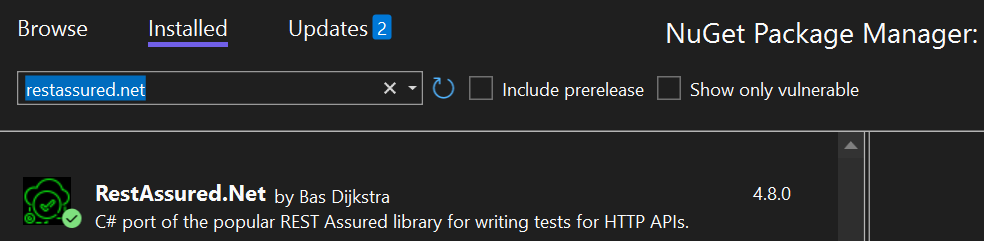 Browse Installed Updates 2 NuGet Package Manager:
restassured.net Include prerelease Show only vulnerable
RestAssured.Net by Bas Dijkstra 4.8.0
C# port of the popular REST Assured library for writing tests for HTTP APIs.